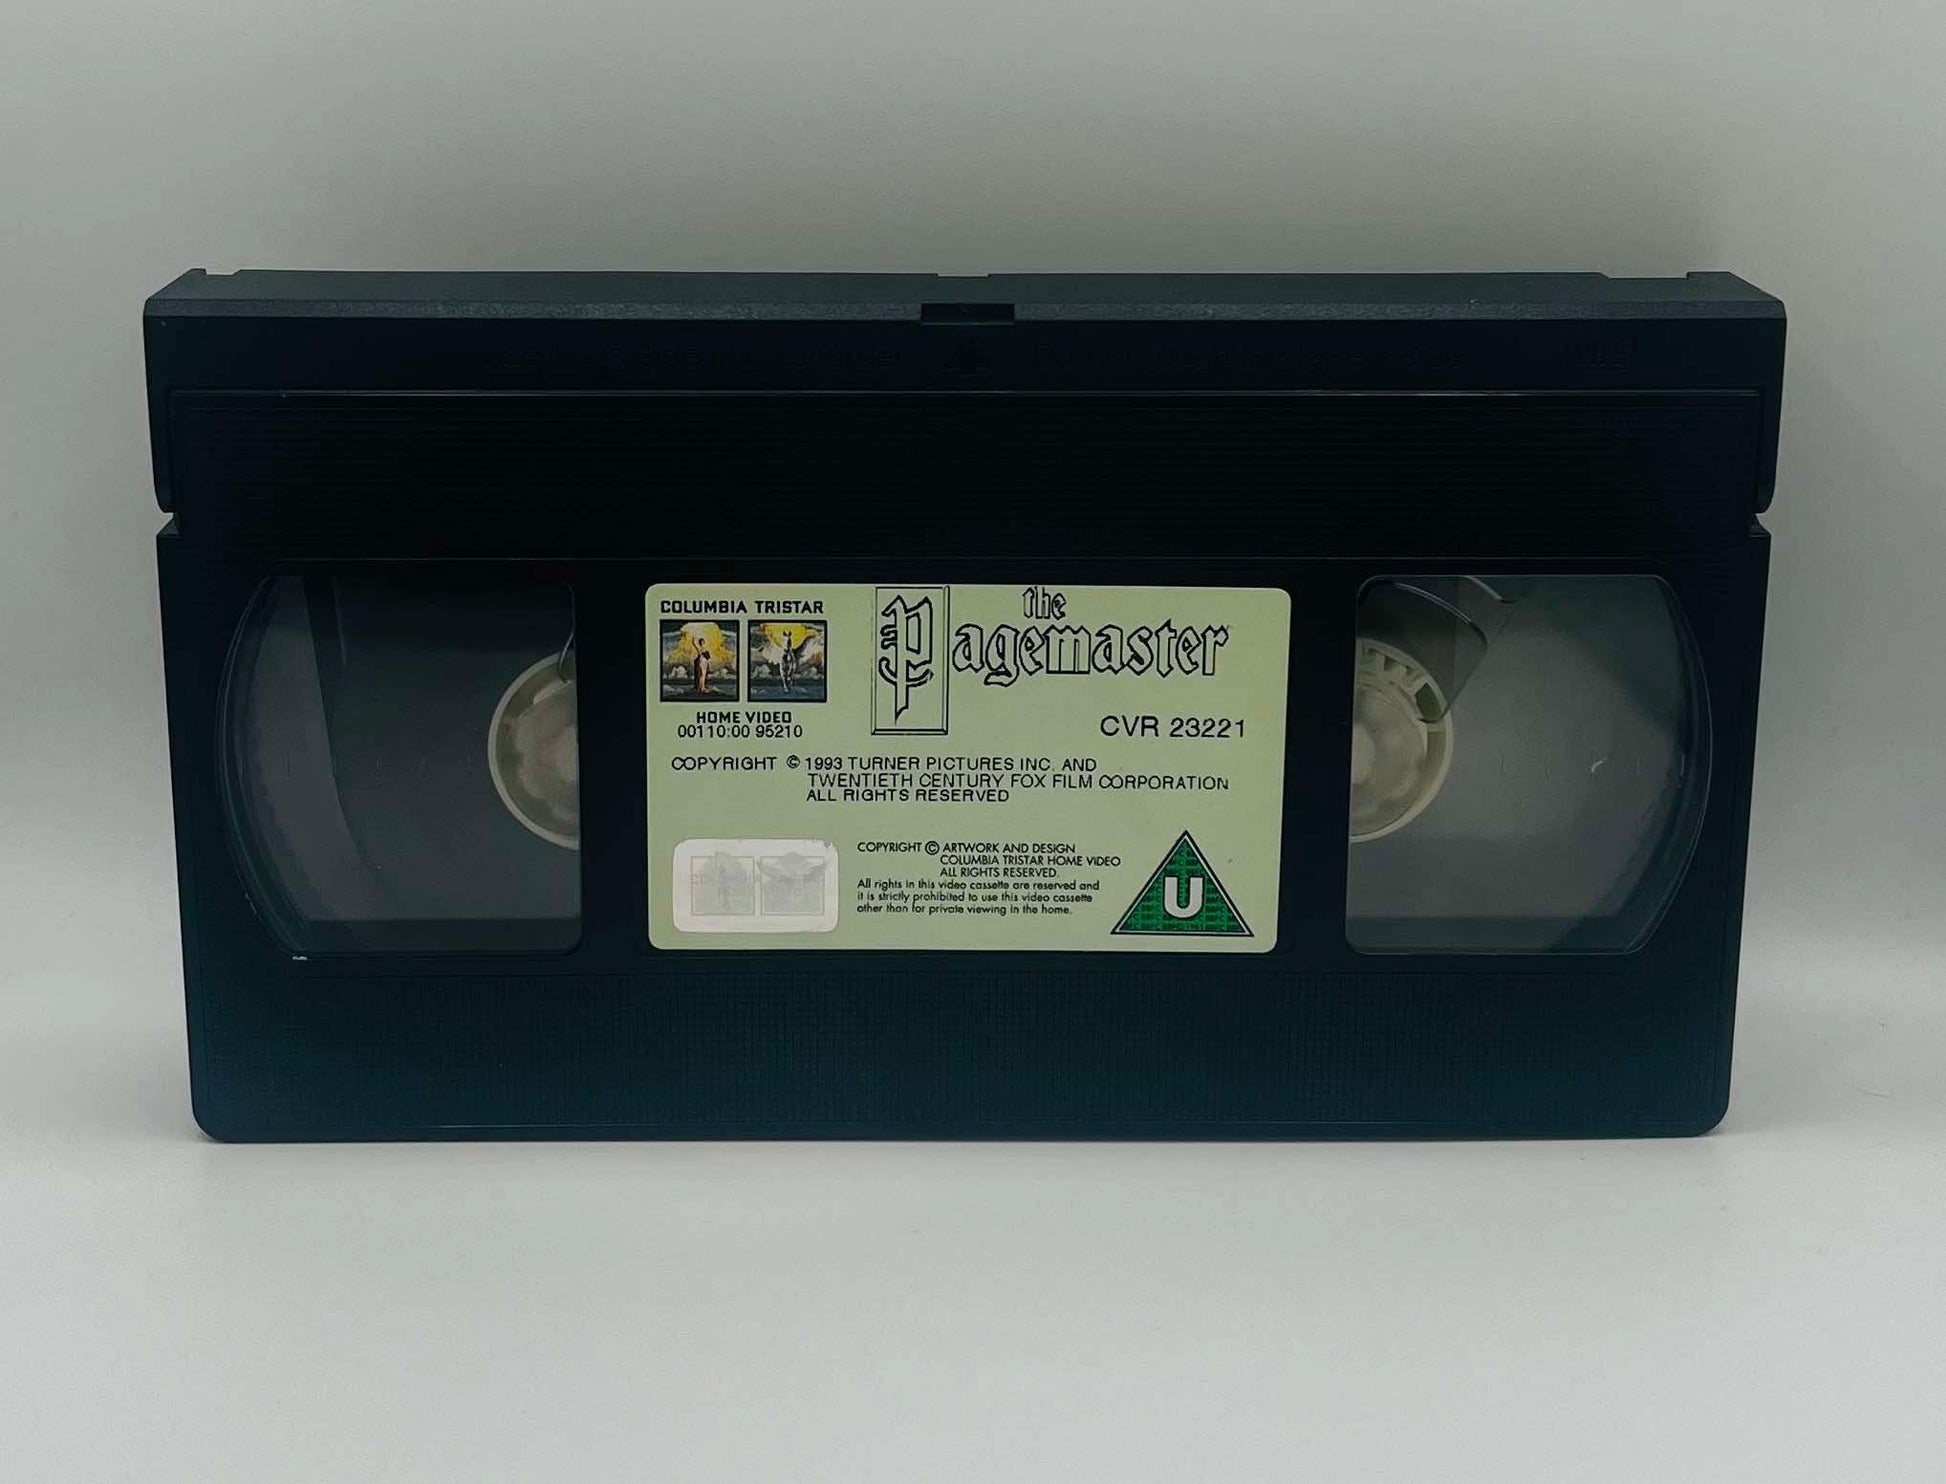 COLUMBIA TRISTAR
HOME VIDEO
00110:00 95210
the
Pagemaster
CVR 23221
COPYRIGHT © 1993 TURNER PICTURES INC. AND
TWENTIETH CENTURY FOX FILM CORPORATION
ALL RIGHTS RESERVED
COPYRIGHT © ARTWORK AND DESIGN
COLUMBIA TRISTAR HOME VIDEO
ALL RIGHTS RESERVED.
All rights in this video cassette are reserved and
it is strictly prohibited to use this video cassette
other than for private viewing in the home.
U